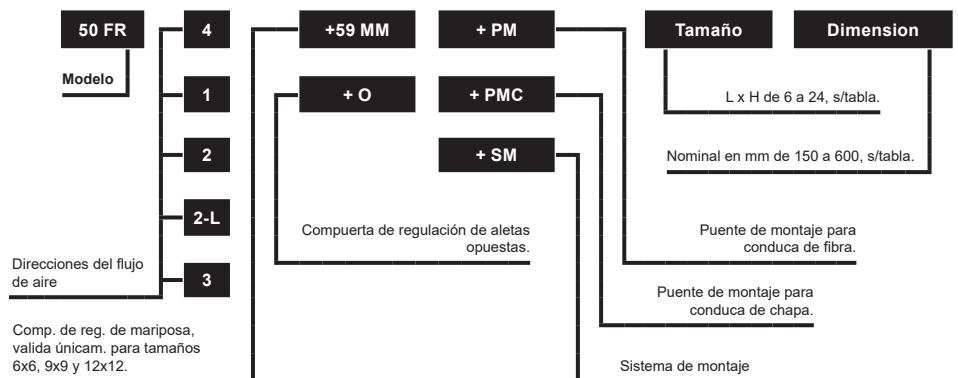 50 FR
4
+59 MM
+ PM
Tamaño
Dimension
Modelo
1
+ O
+ PMC
L x H de 6 a 24, s/tabla.
2
+ SM
Nominal en mm de 150 a 600, s/tabla.
2-L
Compuerta de regulación de aletas
opuestas.
Puente de montaje para
conduca de fibra.
Direcciones del flujo
de aire
3
Puente de montaje para
conduca de chapa.
Comp. de reg. de mariposa,
valida únicam. para tamaños
6x6, 9x9 y 12x12.
Sistema de montaje